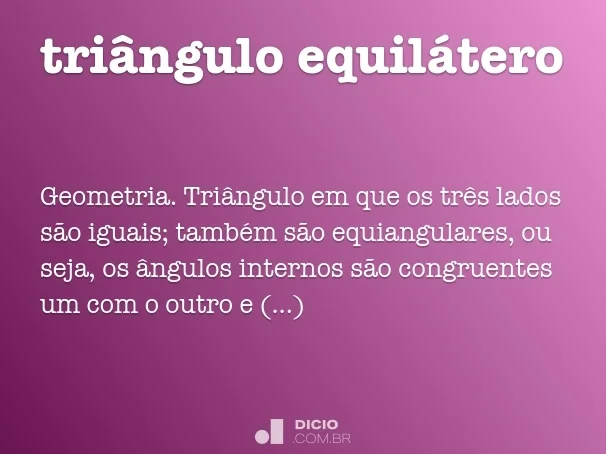 triângulo equilátero
Geometria. Triângulo em que os três lados
são iguais; também são equiangulares, ou
seja, os ângulos internos são congruentes
um com o outro e (...)
DICIO
.COM.BR